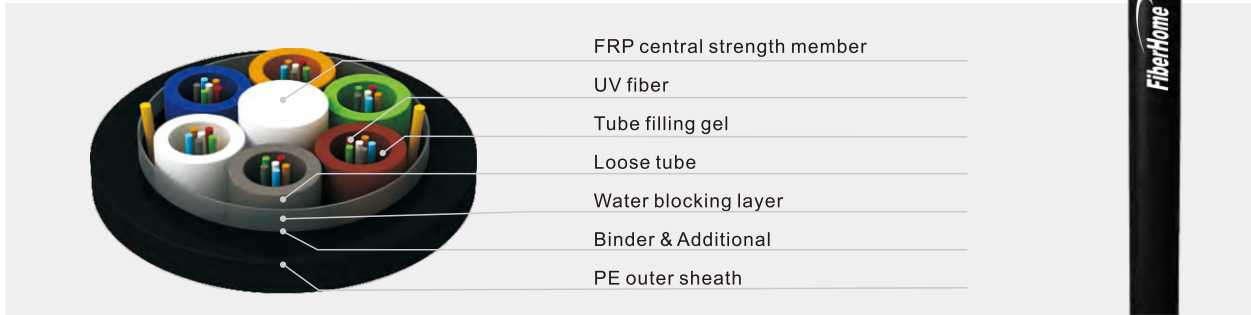 FRP central strength member
UV fiber
Tube filling gel
Loose tube
Water blocking layer
Binder & Additional
PE outer sheath
FiberHome